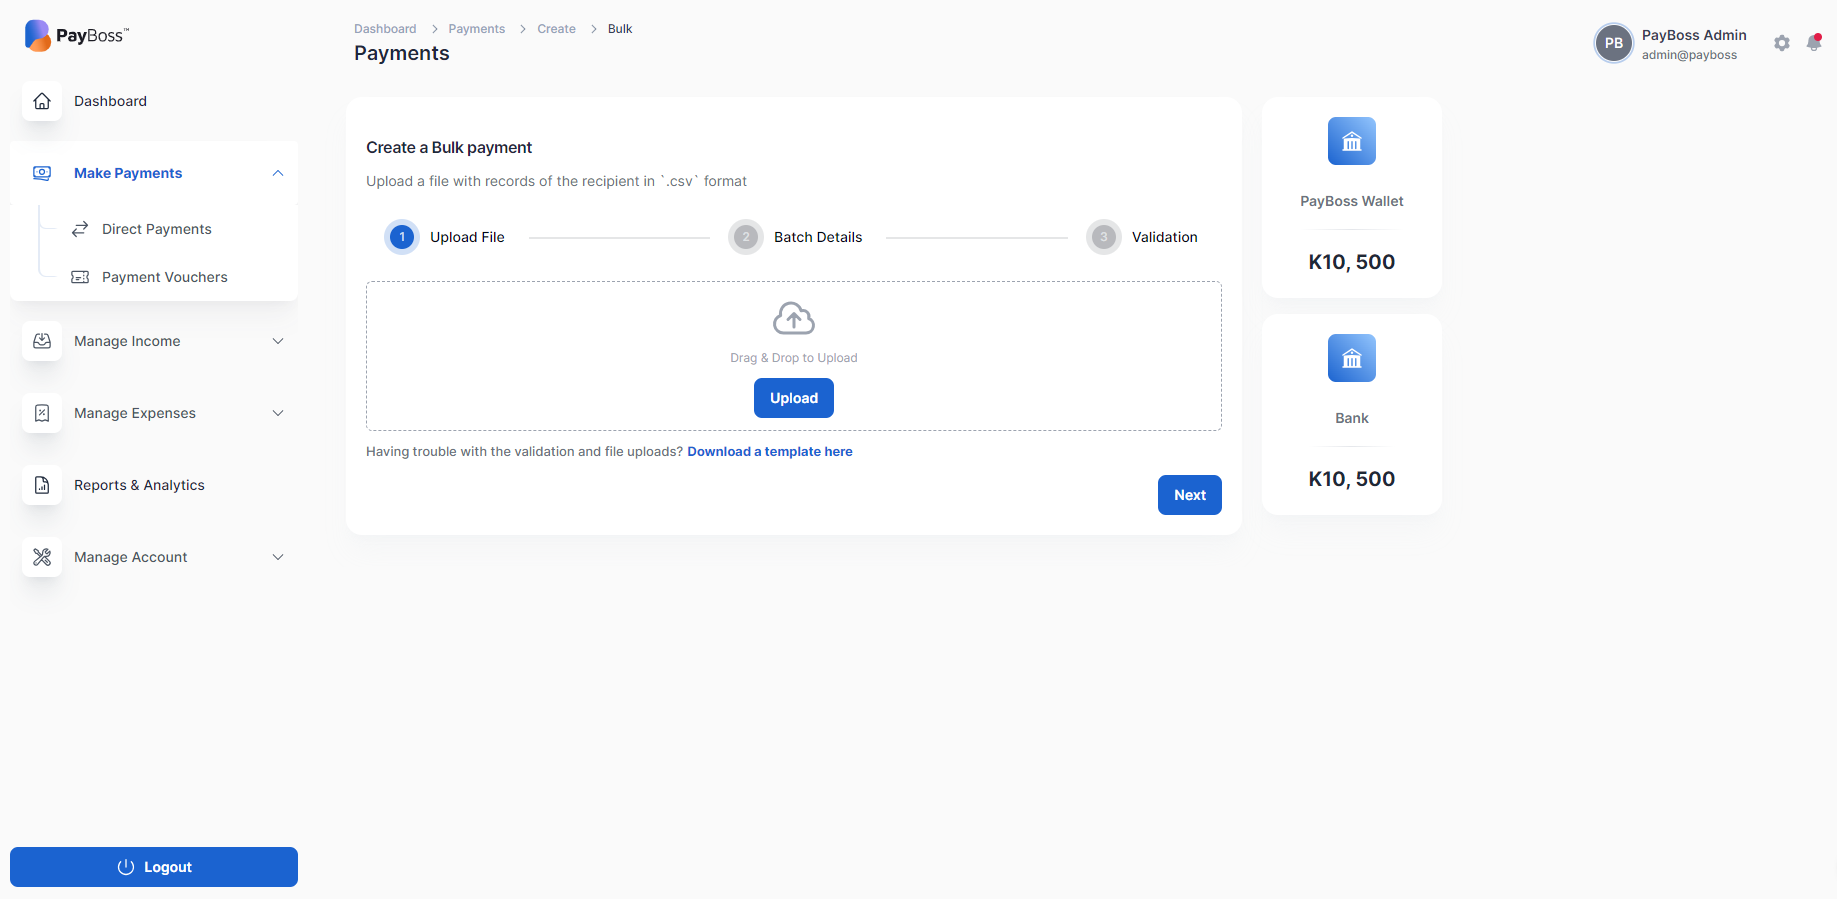 PayBoss™
Dashboard
Make Payments
Direct Payments
Payment Vouchers
Manage Income
Manage Expenses
Reports & Analytics
Manage Account
Logout
Dashboard > Payments > Create > Bulk
Payments
PB
PayBoss Admin
admin@payboss
Create a Bulk payment
Upload a file with records of the recipient in `.csv` format
1 Upload File
2 Batch Details
3 Validation
Drag & Drop to Upload
Upload
Having trouble with the validation and file uploads? Download a template here
Next
PayBoss Wallet
K10, 500
Bank
K10, 500